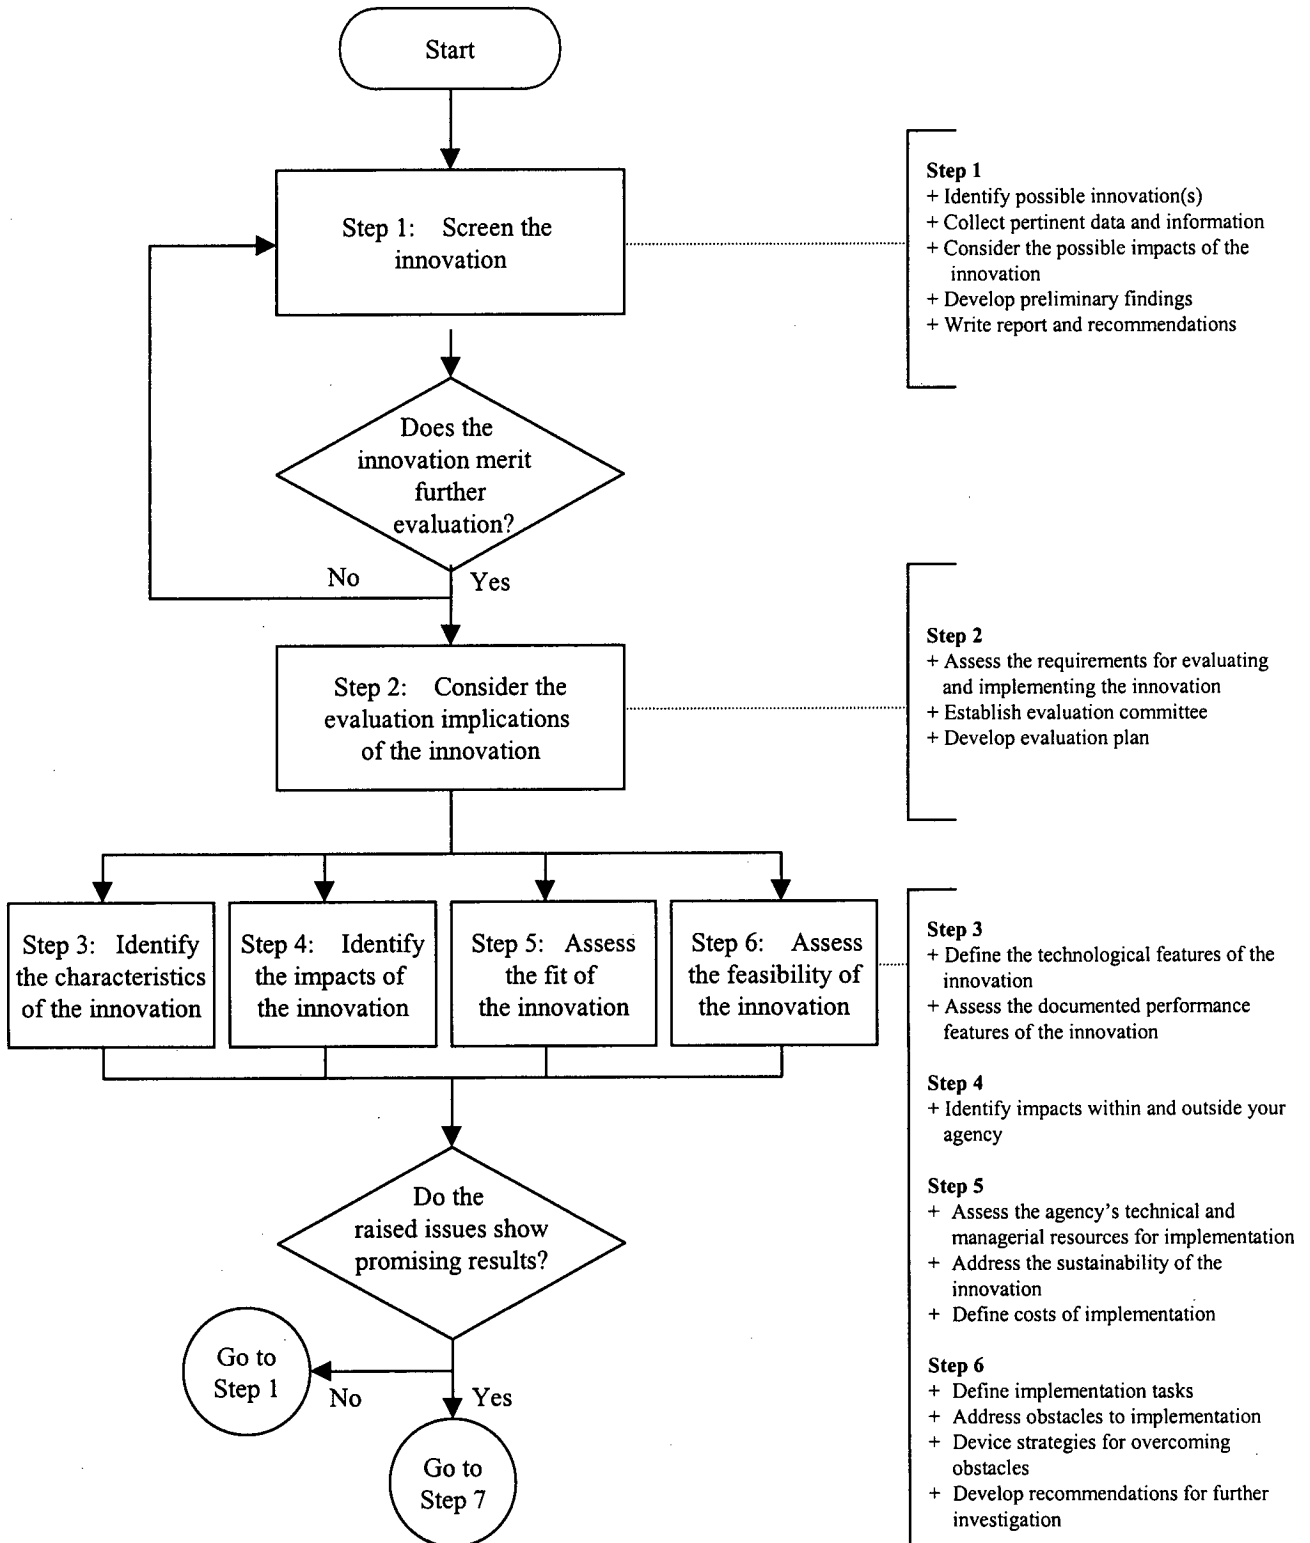 Start
Step 1: Screen the
innovation
Step 1
+ Identify possible innovation(s)
+ Collect pertinent data and information
+ Consider the possible impacts of the
innovation
+ Develop preliminary findings
+ Write report and recommendations
Does the
innovation merit
further
evaluation?
No
Yes
Step 2: Consider the
evaluation implications
of the innovation
Step 2
+ Assess the requirements for evaluating
and implementing the innovation
+ Establish evaluation committee
+ Develop evaluation plan
Step 3: Identify
the characteristics
of the innovation
Step 4: Identify
the impacts of
the innovation
Step 5: Assess
the fit of
the innovation
Step 6: Assess
the feasibility of
the innovation
Step 3
+ Define the technological features of the
innovation
+ Assess the documented performance
features of the innovation
Step 4
+ Identify impacts within and outside your
agency
Step 5
+ Assess the agency's technical and
managerial resources for implementation
+ Address the sustainability of the
innovation
+ Define costs of implementation
Step 6
+ Define implementation tasks
+ Address obstacles to implementation
+ Device strategies for overcoming
obstacles
+ Develop recommendations for further
investigation
Do the
raised issues show
promising results?
Go to
Step 1
No
Yes
Go to
Step 7